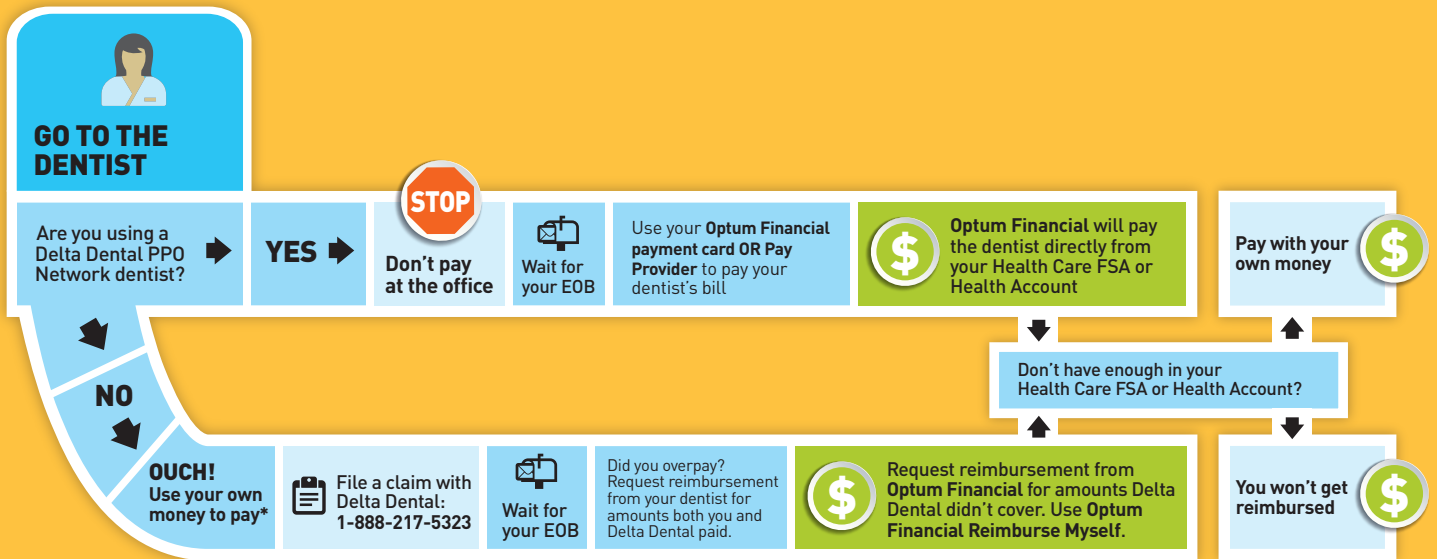 GO TO THE
DENTIST
Are you using a
Delta Dental PPO
Network dentist?
YES
STOP
Don't pay
at the office
Wait for
your EOB
Use your Optum Financial
payment card OR Pay
Provider to pay your
dentist's bill
$
Optum Financial will pay
the dentist directly from
your Health Care FSA or
Health Account
Pay with your
own money
$
Don't have enough in your
Health Care FSA or Health Account?
NO
OUCH!
Use your own
money to pay*
File a claim with
Delta Dental:
1-888-217-5323
Wait for
your EOB
Did you overpay?
Request reimbursement
from your dentist for
amounts both you and
Delta Dental paid.
$
Request reimbursement from
Optum Financial for amounts Delta
Dental didn't cover. Use Optum
Financial Reimburse Myself.
You won't get
reimbursed
$